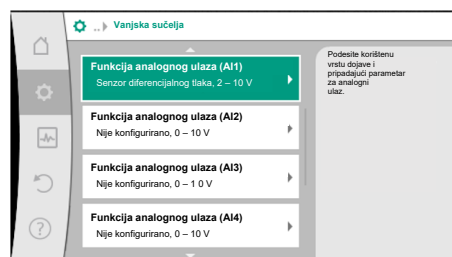 .. Vanjska sučelja
Funkcija analognog ulaza (AI1)
Senzor diferencijalnog tlaka, 2 – 10 V
Funkcija analognog ulaza (AI2)
Nije konfigurirano, 0 – 10 V
Funkcija analognog ulaza (AI3)
Nije konfigurirano, 0 – 1 0 V
Funkcija analognog ulaza (AI4)
Nije konfigurirano, 0 – 10 V
Podesite korištenu
vrstu dojave i
pripadajući parametar
za analogni
ulaz.
?